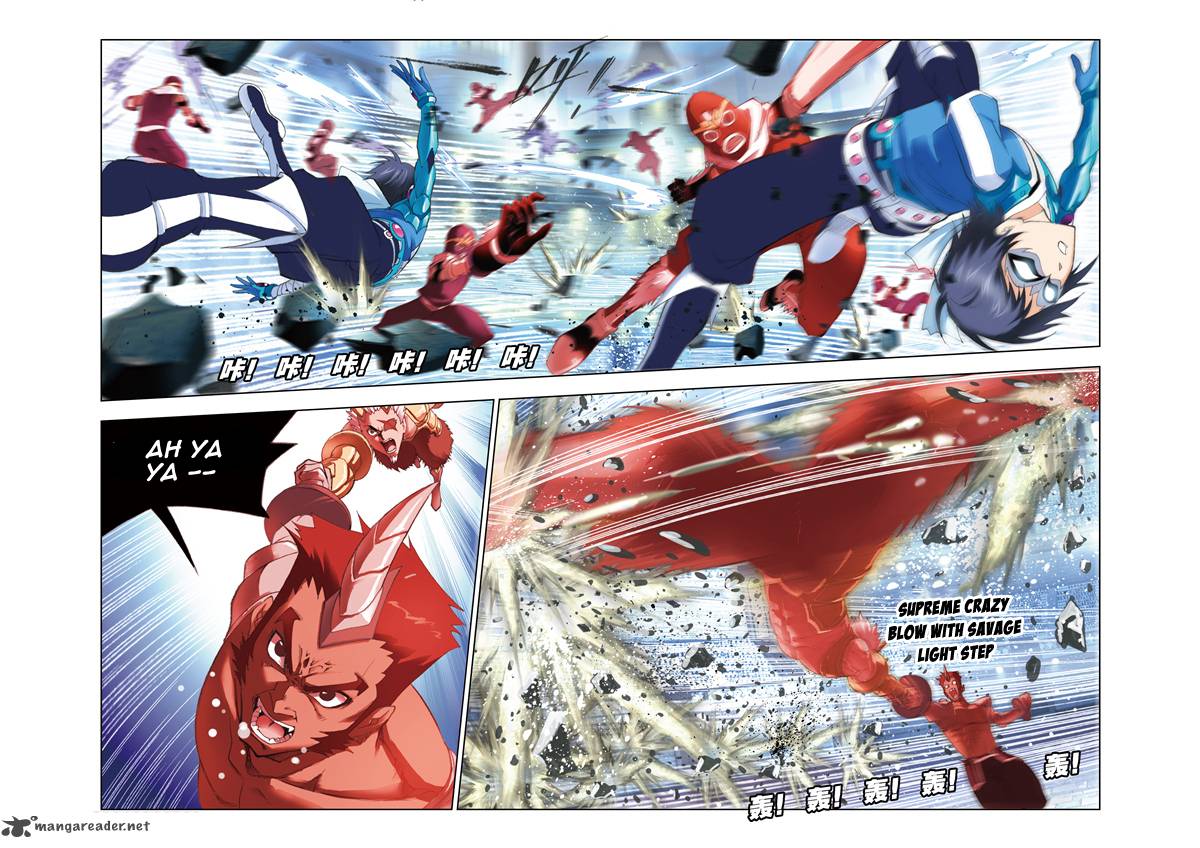 咔! 咔! 咔! 咔! 咔! 咔!
AH YA
YA --
SUPREME CRAZY
BLOW WITH SAVAGE
LIGHT STEP
轰! 轰! 轰! 轰! 轰!
mangareader.net